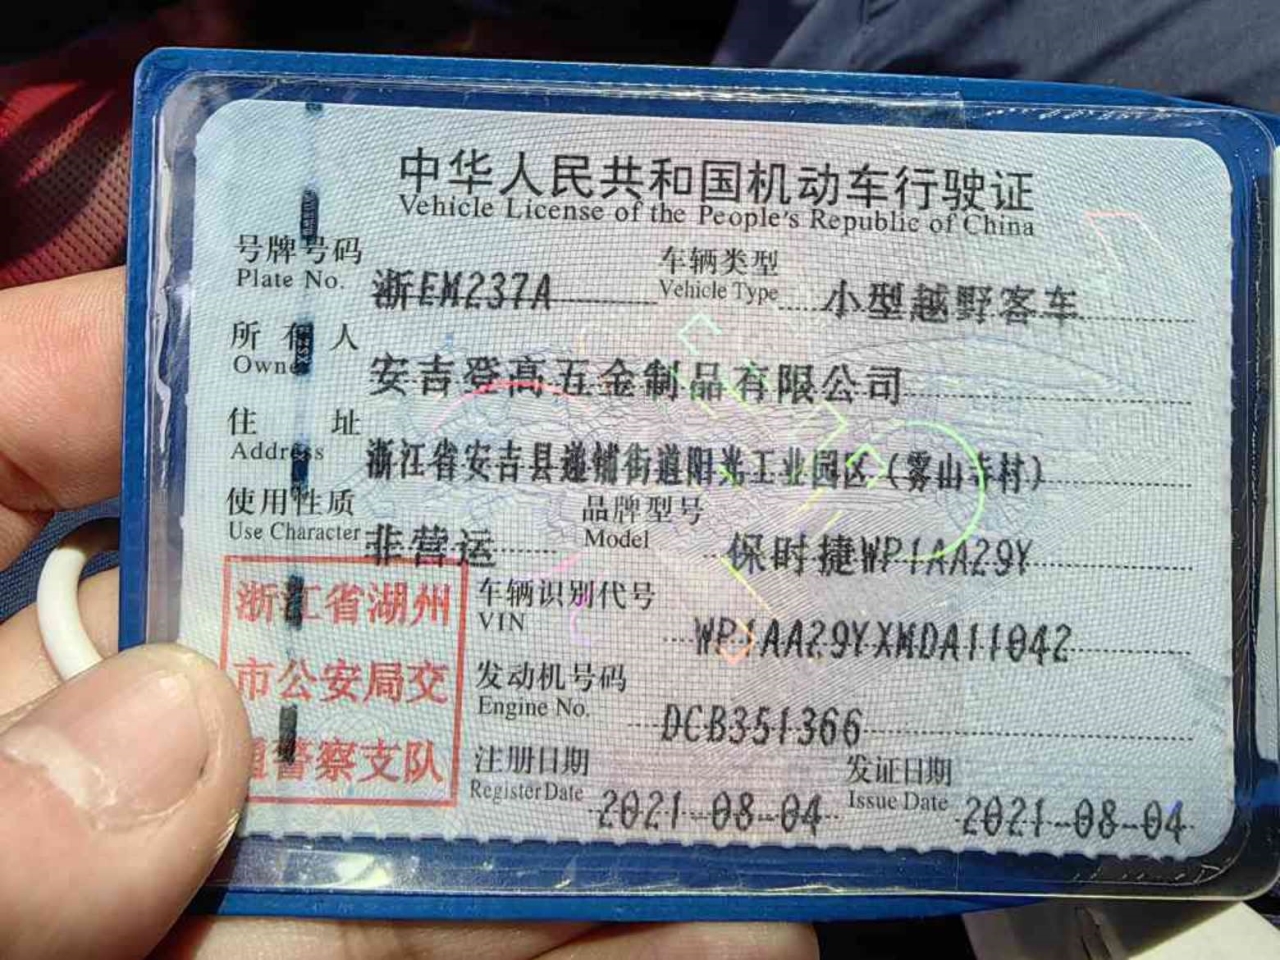 中华人民共和国机动车行驶证
Vehicle License of the People's Republic of China
号牌号码 浙EM237A 车辆类型 小型越野客车
Plate No. Vehicle Type
所有人 安吉登高五金制品有限公司
Owner
住址 浙江省安吉县递铺街道阳光工业园区（雾山寺村）
Address
使用性质 非营运 品牌型号 保时捷WP1AA29Y
Use Character Model
车辆识别代号 WP1AA29YXMDA11042
VIN
发动机号码 DCB351366
Engine No.
注册日期 2021-08-04 发证日期 2021-08-04
Register Date Issue Date
浙江省湖州
市公安局交
通警察支队